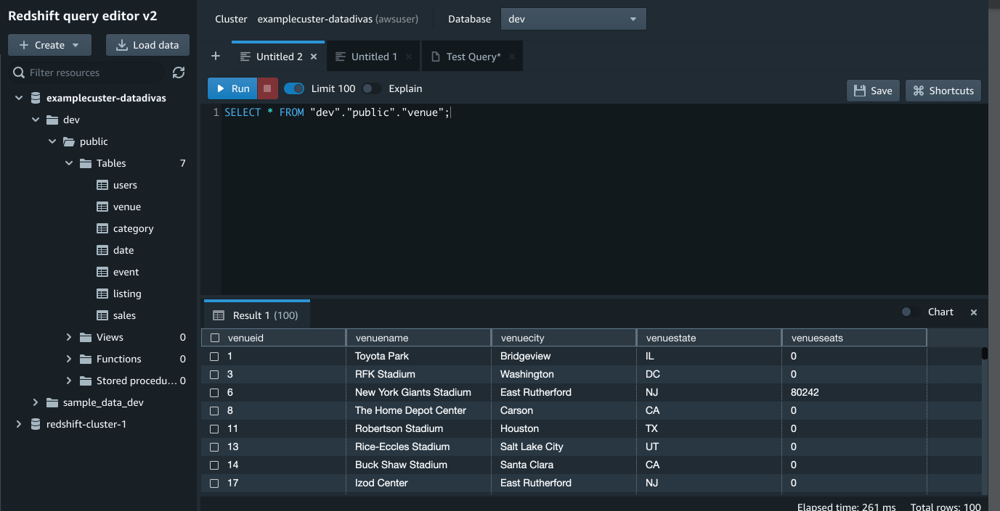 Redshift query editor v2
Create
Load data
Filter resources
examplecuster-datadivas
dev
public
Tables 7
users
venue
category
date
event
listing
sales
Views 0
Functions 0
Stored procedu... 0
sample_data_dev
redshift-cluster-1
Cluster examplecuster-datadivas (awsuser) Database dev
Untitled 2 Untitled 1 Test Query*
Run Limit 100 Explain Save Shortcuts
1 SELECT * FROM "dev"."public"."venue";
Result 1 (100) Chart
venueid venuename venuecity venuestate venueseats
1 Toyota Park Bridgeview IL 0
3 RFK Stadium Washington DC 0
6 New York Giants Stadium East Rutherford NJ 80242
8 The Home Depot Center Carson CA 0
11 Robertson Stadium Houston TX 0
13 Rice-Eccles Stadium Salt Lake City UT 0
14 Buck Shaw Stadium Santa Clara CA 0
17 Izod Center East Rutherford NJ 0
Elapsed time: 261 ms Total rows: 100